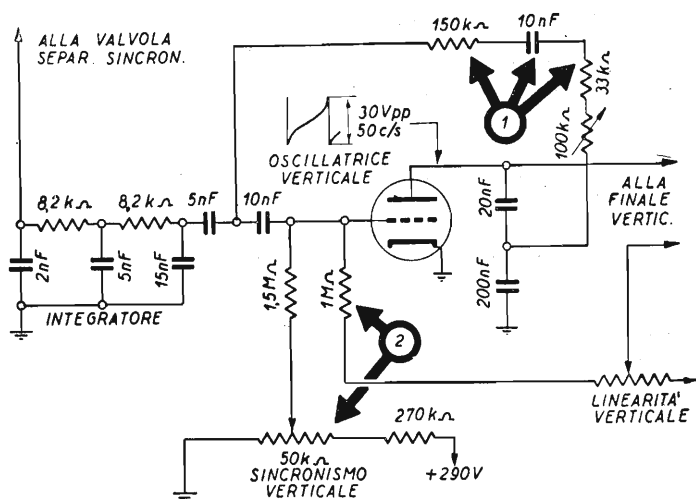 ALLA VALVOLA
SEPAR. SINCRON.
150kΩ
10nF
33kΩ
100kΩ
1
30Vpp
50c/s
OSCILLATRICE
VERTICALE
ALLA
FINALE
VERTIC.
8,2kΩ
8,2kΩ
5nF
10nF
20nF
200nF
2nF
5nF
15nF
INTEGRATORE
1,5MΩ
1MΩ
2
LINEARITA'
VERTICALE
270kΩ
50kΩ
SINCRONISMO
VERTICALE
+290V